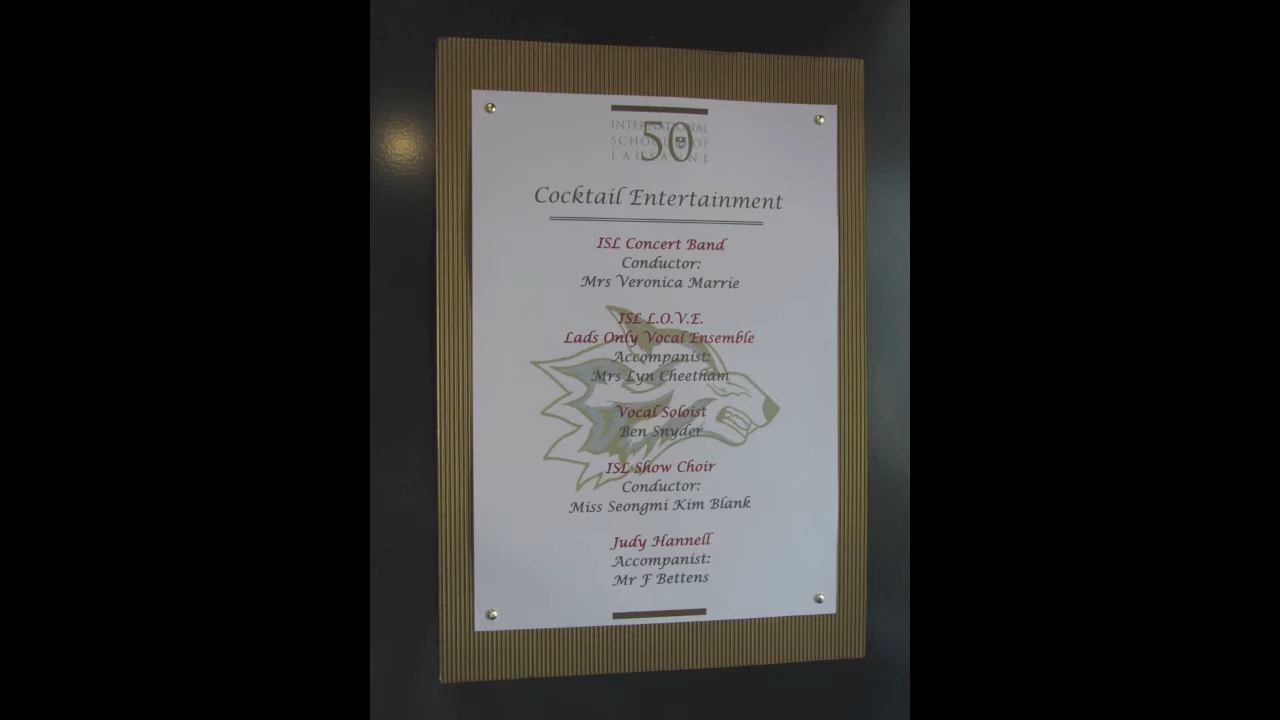 INTERNATIONAL
SCHOOL OF
LAUSANNE
50
Cocktail Entertainment
ISL Concert Band
Conductor:
Mrs Veronica Marrie
ISL L.O.V.E.
Lads Only Vocal Ensemble
Accompanist:
Mrs Lyn Cheetham
Vocal Soloist
Ben Snyder
ISL Show Choir
Conductor:
Miss Seongmi Kim Blank
Judy Hannell
Accompanist:
Mr F Bettens